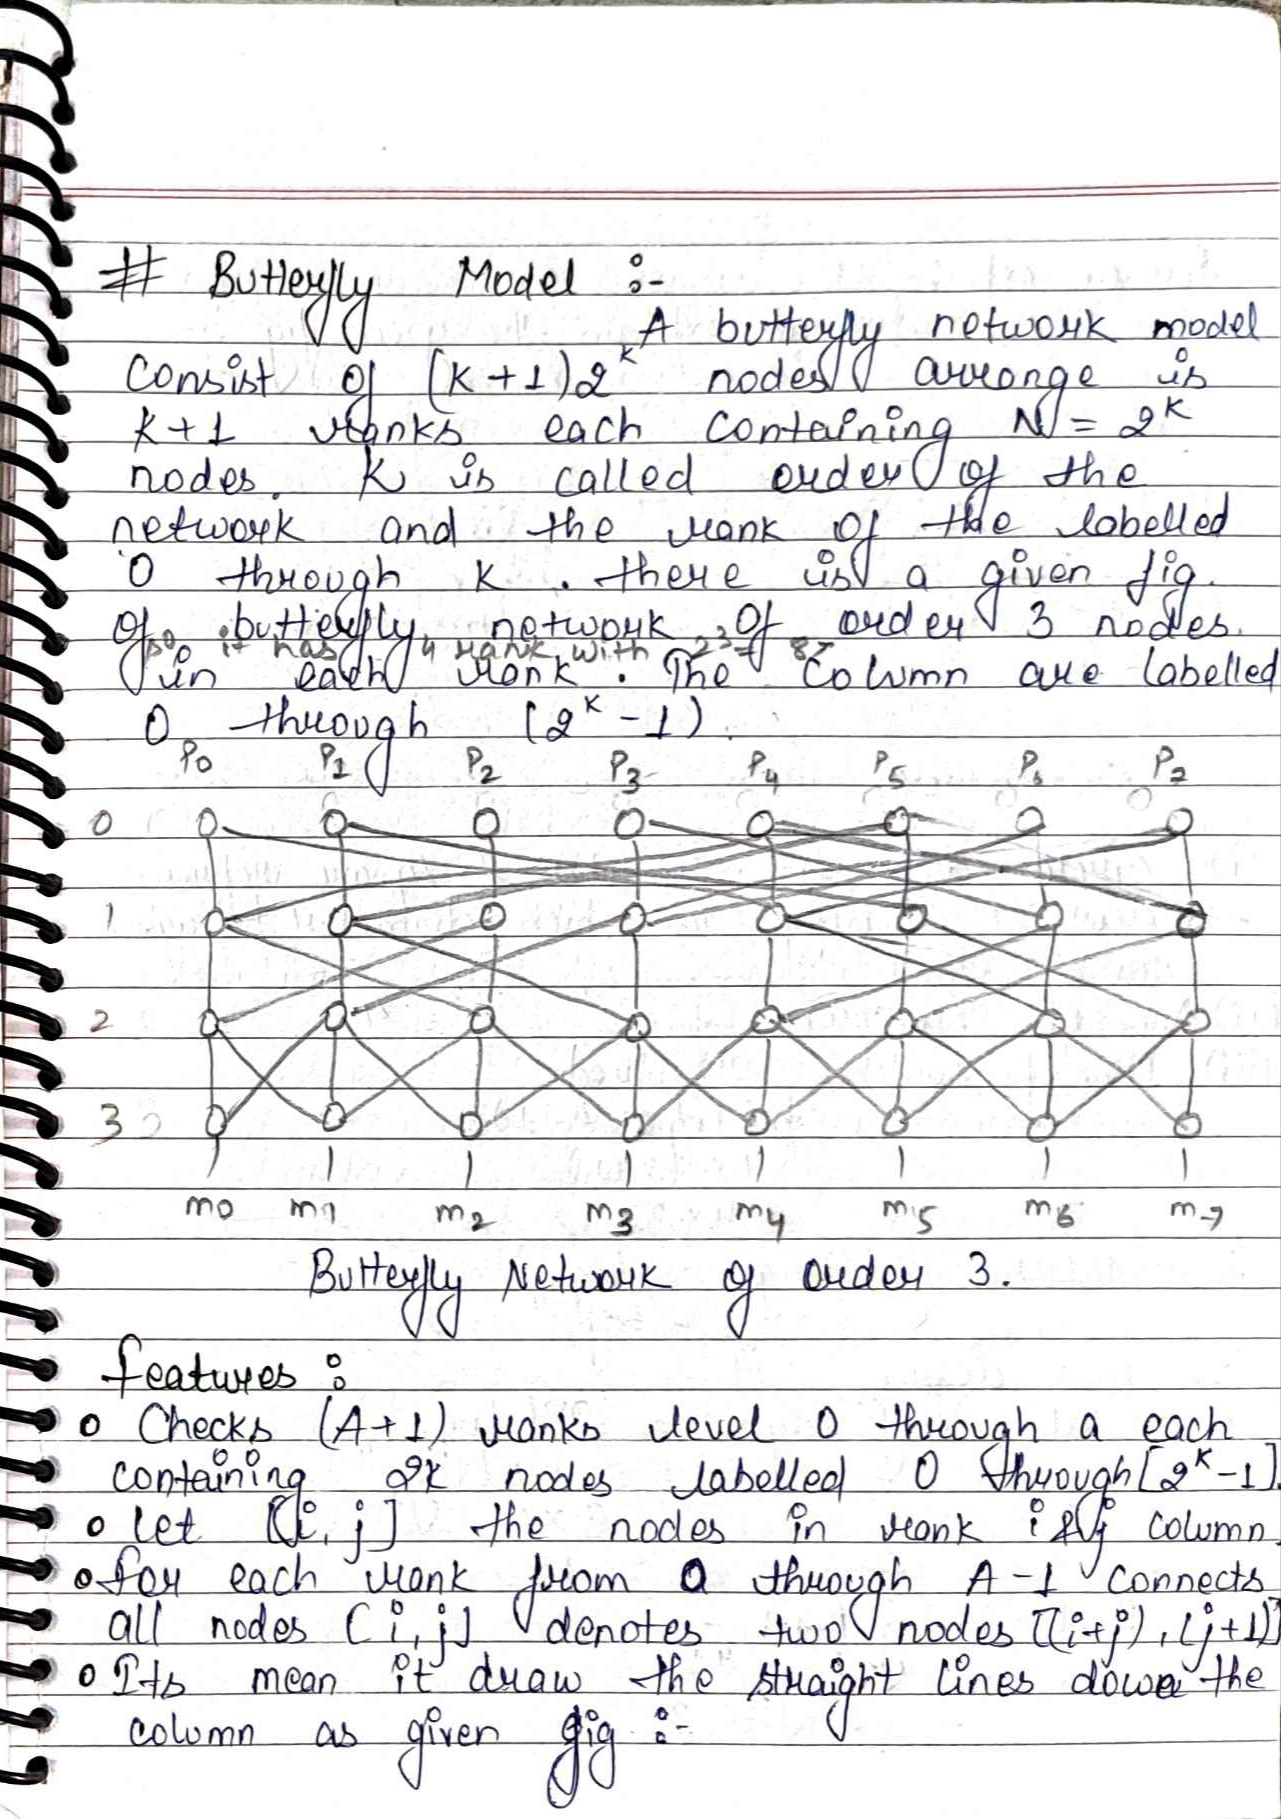 # Butterfly Model :-
A butterfly network model
consist of (K+1)2^K nodes arrange is
K+1 ranks each containing N = 2^K
nodes. K is called order of the
network and the rank of the labelled
0 through K. there is a given fig.
of butterfly network of order 3 nodes.
so it has 4 rank with 2^3 = 8
in each rank. The column are labelled
0 through (2^K - 1).
P0 P1 P2 P3 P4 P5 P6 P7
0
1
2
3
m0 m1 m2 m3 m4 m5 m6 m7
Butterfly Network of order 3.
features :
o Checks (A+1) ranks level 0 through a each
containing 2K nodes labelled 0 through [2^K-1].
o let [i, j] the nodes in rank i & j column.
o for each rank from 0 through A-1 connects
all nodes [i, j] denotes two nodes [(i+j), (j+1)]
o Its mean it draw the straight lines down the
column as given fig :-